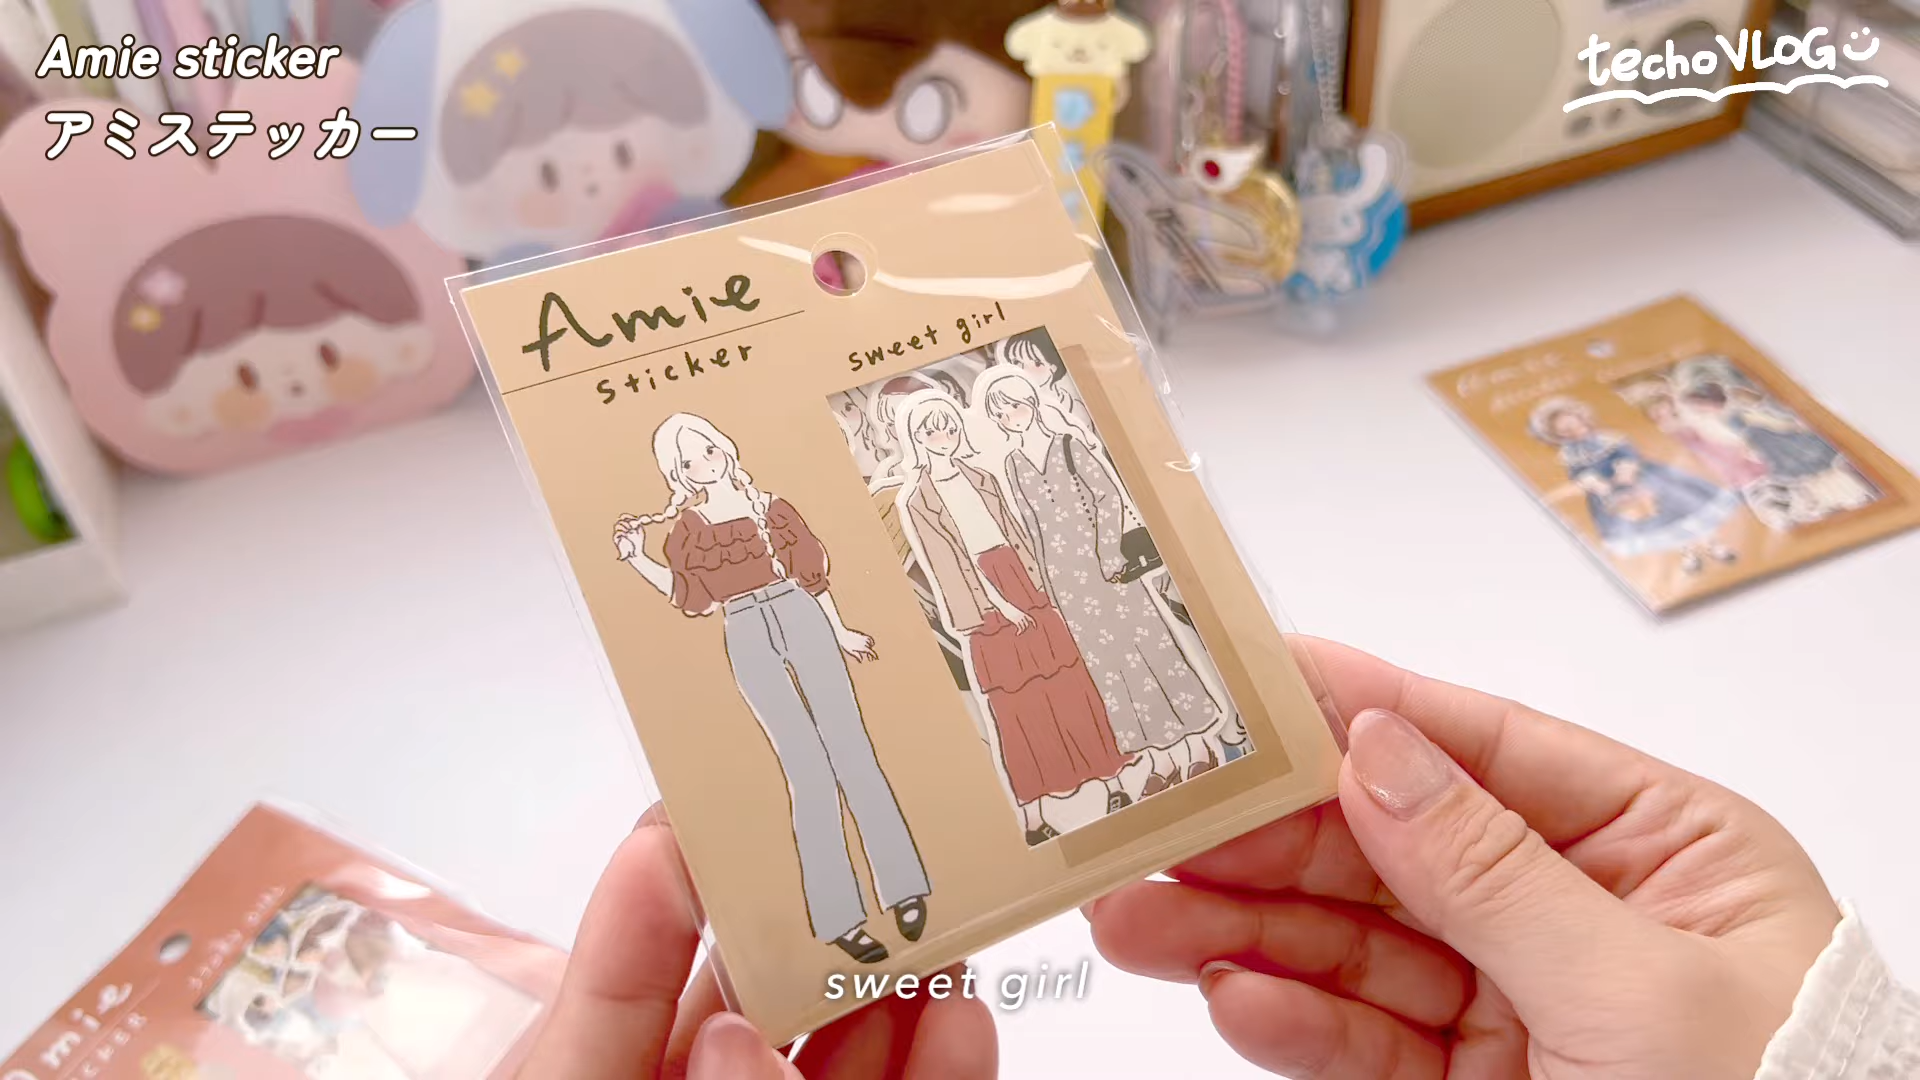 Amie sticker
アミステッカー
techoVLOG
Amie
sticker
sweet girl
sweet girl